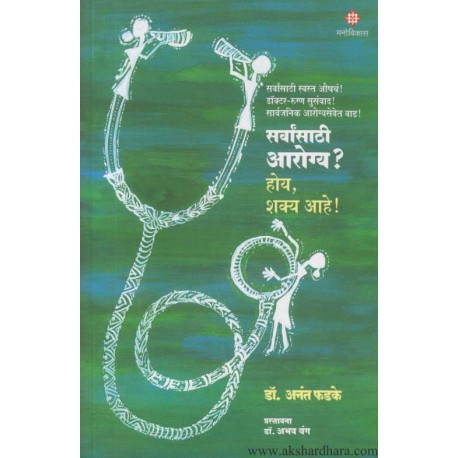 मनोविकास
सर्वांसाठी स्वस्त औषधं!
डॉक्टर-रुग्ण सुसंवाद!
सार्वजनिक आरोग्यसेवेत वाढ!
सर्वांसाठी
आरोग्य?
होय,
शक्य आहे!
डॉ. अनंत फडके
प्रस्तावना
डॉ. अभय बंग
www.akshardhara.com